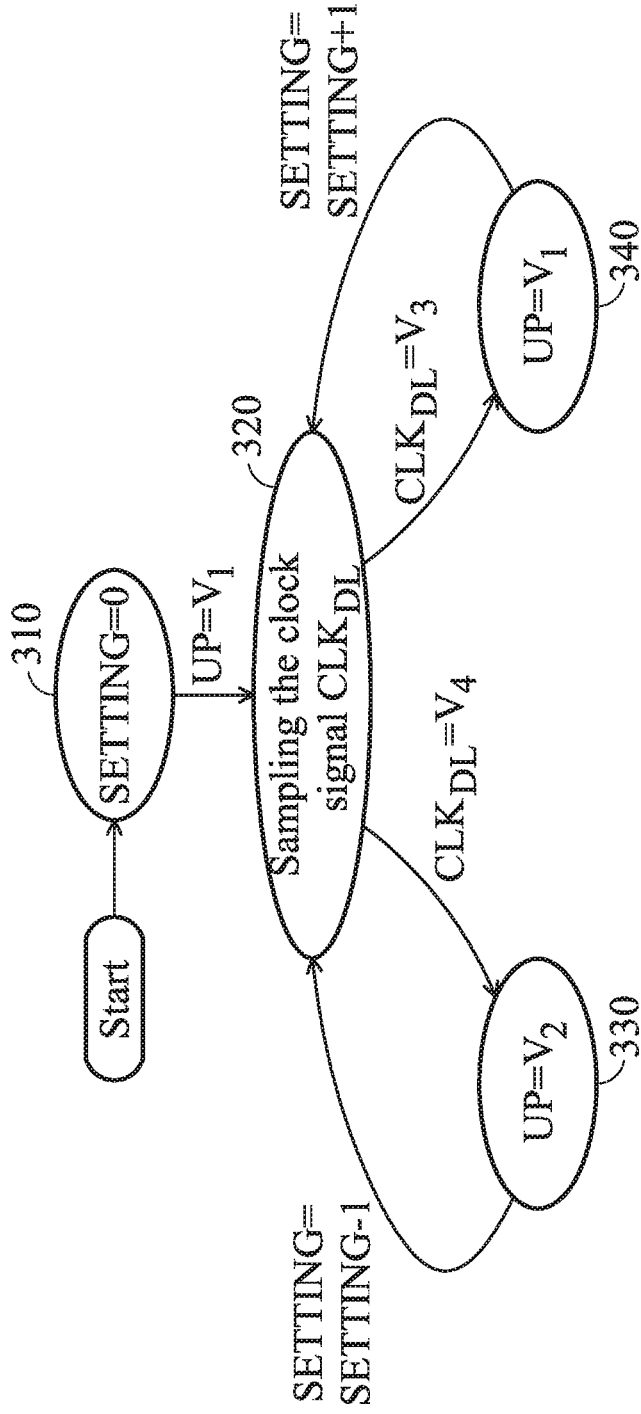 Start
310
SETTING=0
UP=V1
320
Sampling the clock
signal CLKDL
SETTING=
SETTING-1
CLKDL=V4
CLKDL=V3
SETTING=
SETTING+1
UP=V2
330
UP=V1
340